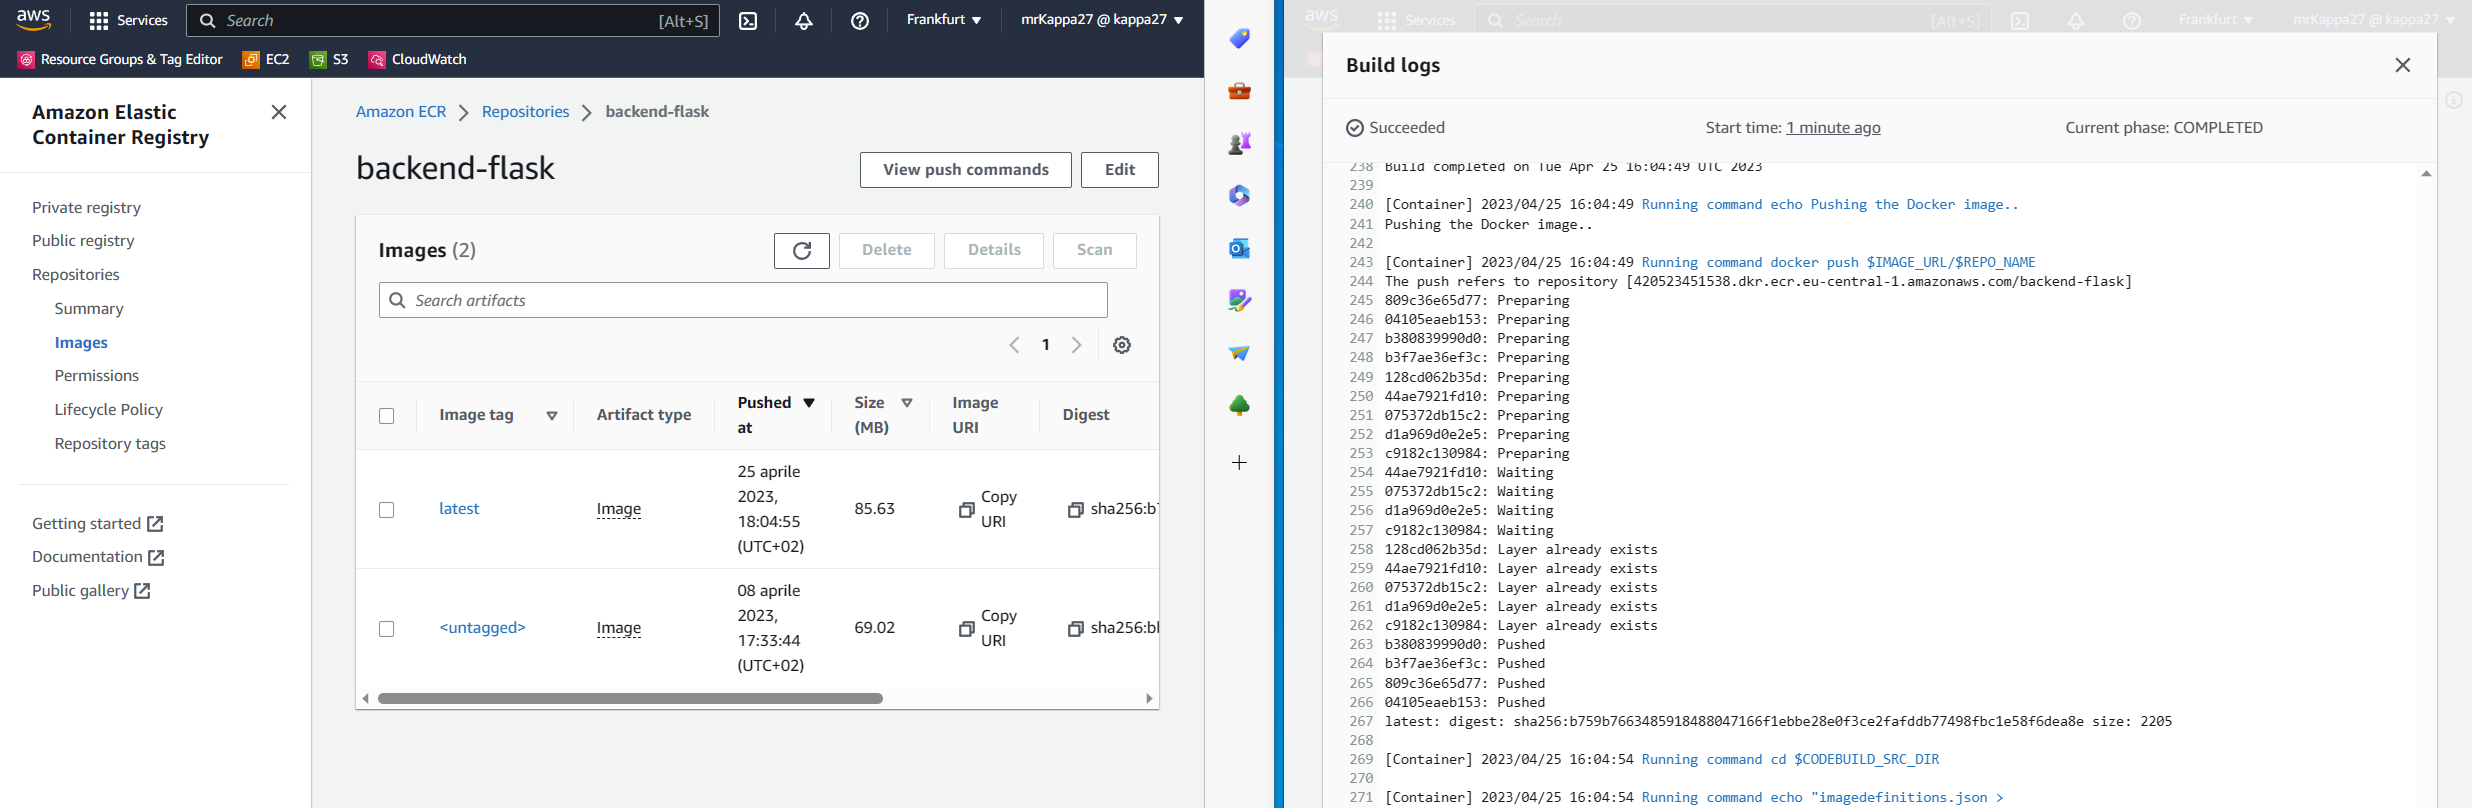 aws
Services
Search
[Alt+S]
Frankfurt
mrKappa27 @ kappa27
Resource Groups & Tag Editor
EC2
S3
CloudWatch
Amazon Elastic
Container Registry
Private registry
Public registry
Repositories
Summary
Images
Permissions
Lifecycle Policy
Repository tags
Getting started
Documentation
Public gallery
Amazon ECR
Repositories
backend-flask
backend-flask
View push commands
Edit
Images (2)
Delete
Details
Scan
Search artifacts
1
Image tag
Artifact type
Pushed at
Size (MB)
Image URI
Digest
latest
Image
25 aprile
2023,
18:04:55
(UTC+02)
85.63
Copy
URI
sha256:b7
<untagged>
Image
08 aprile
2023,
17:33:44
(UTC+02)
69.02
Copy
URI
aws
Services
Search
[Alt+S]
Frankfurt
mrKappa27 @ kappa27
Build logs
Succeeded
Start time: 1 minute ago
Current phase: COMPLETED
238 Build completed on Tue Apr 25 16:04:49 UTC 2023
239
240 [Container] 2023/04/25 16:04:49 Running command echo Pushing the Docker image..
241 Pushing the Docker image..
242
243 [Container] 2023/04/25 16:04:49 Running command docker push $IMAGE_URL/$REPO_NAME
244 The push refers to repository [420523451538.dkr.ecr.eu-central-1.amazonaws.com/backend-flask]
245 809c36e65d77: Preparing
246 04105eaeb153: Preparing
247 b380839990d0: Preparing
248 b3f7ae36ef3c: Preparing
249 128cd062b35d: Preparing
250 44ae7921fd10: Preparing
251 075372db15c2: Preparing
252 d1a969d0e2e5: Preparing
253 c9182c130984: Preparing
254 44ae7921fd10: Waiting
255 075372db15c2: Waiting
256 d1a969d0e2e5: Waiting
257 c9182c130984: Waiting
258 128cd062b35d: Layer already exists
259 44ae7921fd10: Layer already exists
260 075372db15c2: Layer already exists
261 d1a969d0e2e5: Layer already exists
262 c9182c130984: Layer already exists
263 b380839990d0: Pushed
264 b3f7ae36ef3c: Pushed
265 809c36e65d77: Pushed
266 04105eaeb153: Pushed
267 latest: digest: sha256:b759b7663485918488047166f1ebbe28e0f3ce2fafddb77498fbc1e58f6dea8e size: 2205
268
269 [Container] 2023/04/25 16:04:54 Running command cd $CODEBUILD_SRC_DIR
270
271 [Container] 2023/04/25 16:04:54 Running command echo "imagedefinitions.json >